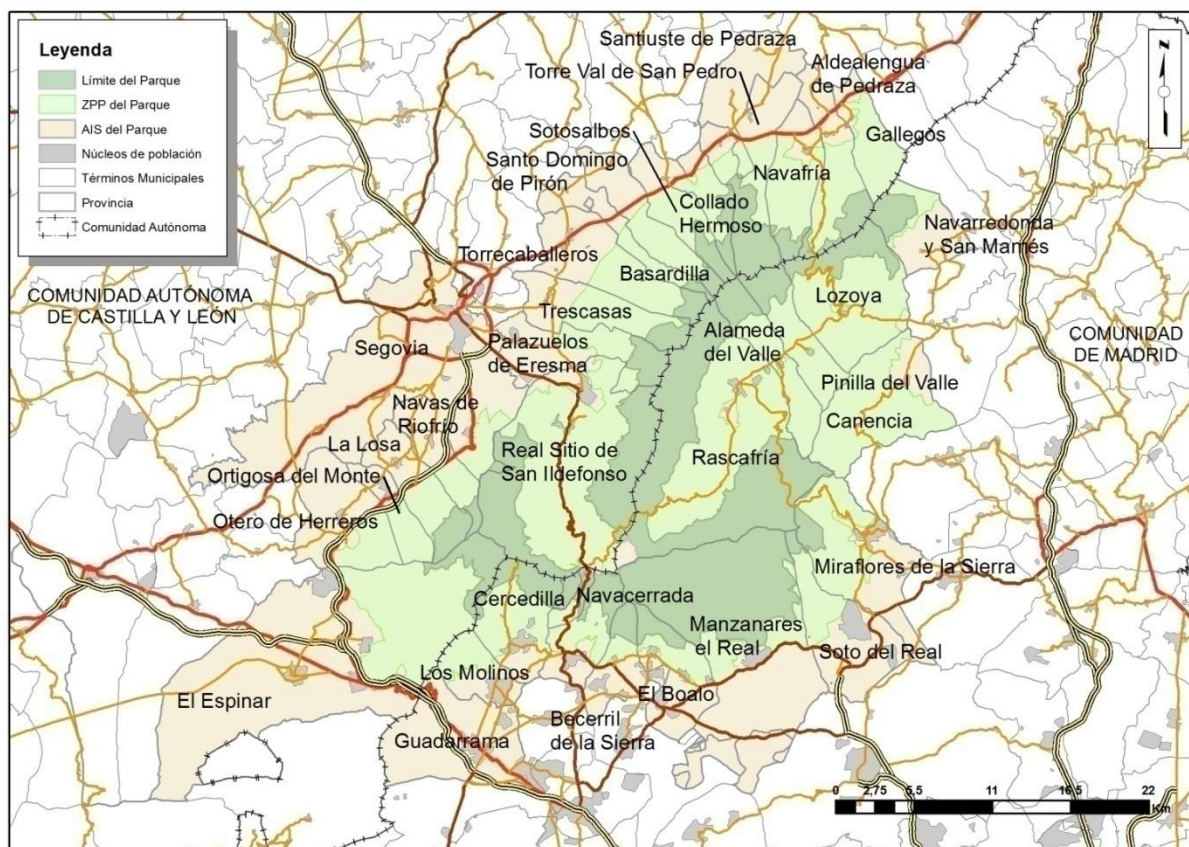 Leyenda
Límite del Parque
ZPP del Parque
AIS del Parque
Núcleos de población
Términos Municipales
Provincia
Comunidad Autónoma
Santiuste de Pedraza
Torre Val de San Pedro
Aldealengua
de Pedraza
N
Gallegos
Sotosalbos
Santo Domingo
de Pirón
Navafría
Collado
Hermoso
Navarredonda
y San Mamés
Torrecaballeros
Basardilla
Lozoya
COMUNIDAD AUTÓNOMA
DE CASTILLA Y LEÓN
Trescasas
Alameda
del Valle
COMUNIDAD
DE MADRID
Segovia
Palazuelos
de Eresma
Pinilla del Valle
Navas de
Riofrío
Canencia
La Losa
Real Sitio de
San Ildefonso
Rascafría
Ortigosa del Monte
Otero de Herreros
Miraflores de la Sierra
Cercedilla
Navacerrada
Manzanares
el Real
Soto del Real
Los Molinos
El Espinar
El Boalo
Guadarrama
Becerril
de la Sierra
0 2,75 5,5 11 16,5 22
Km